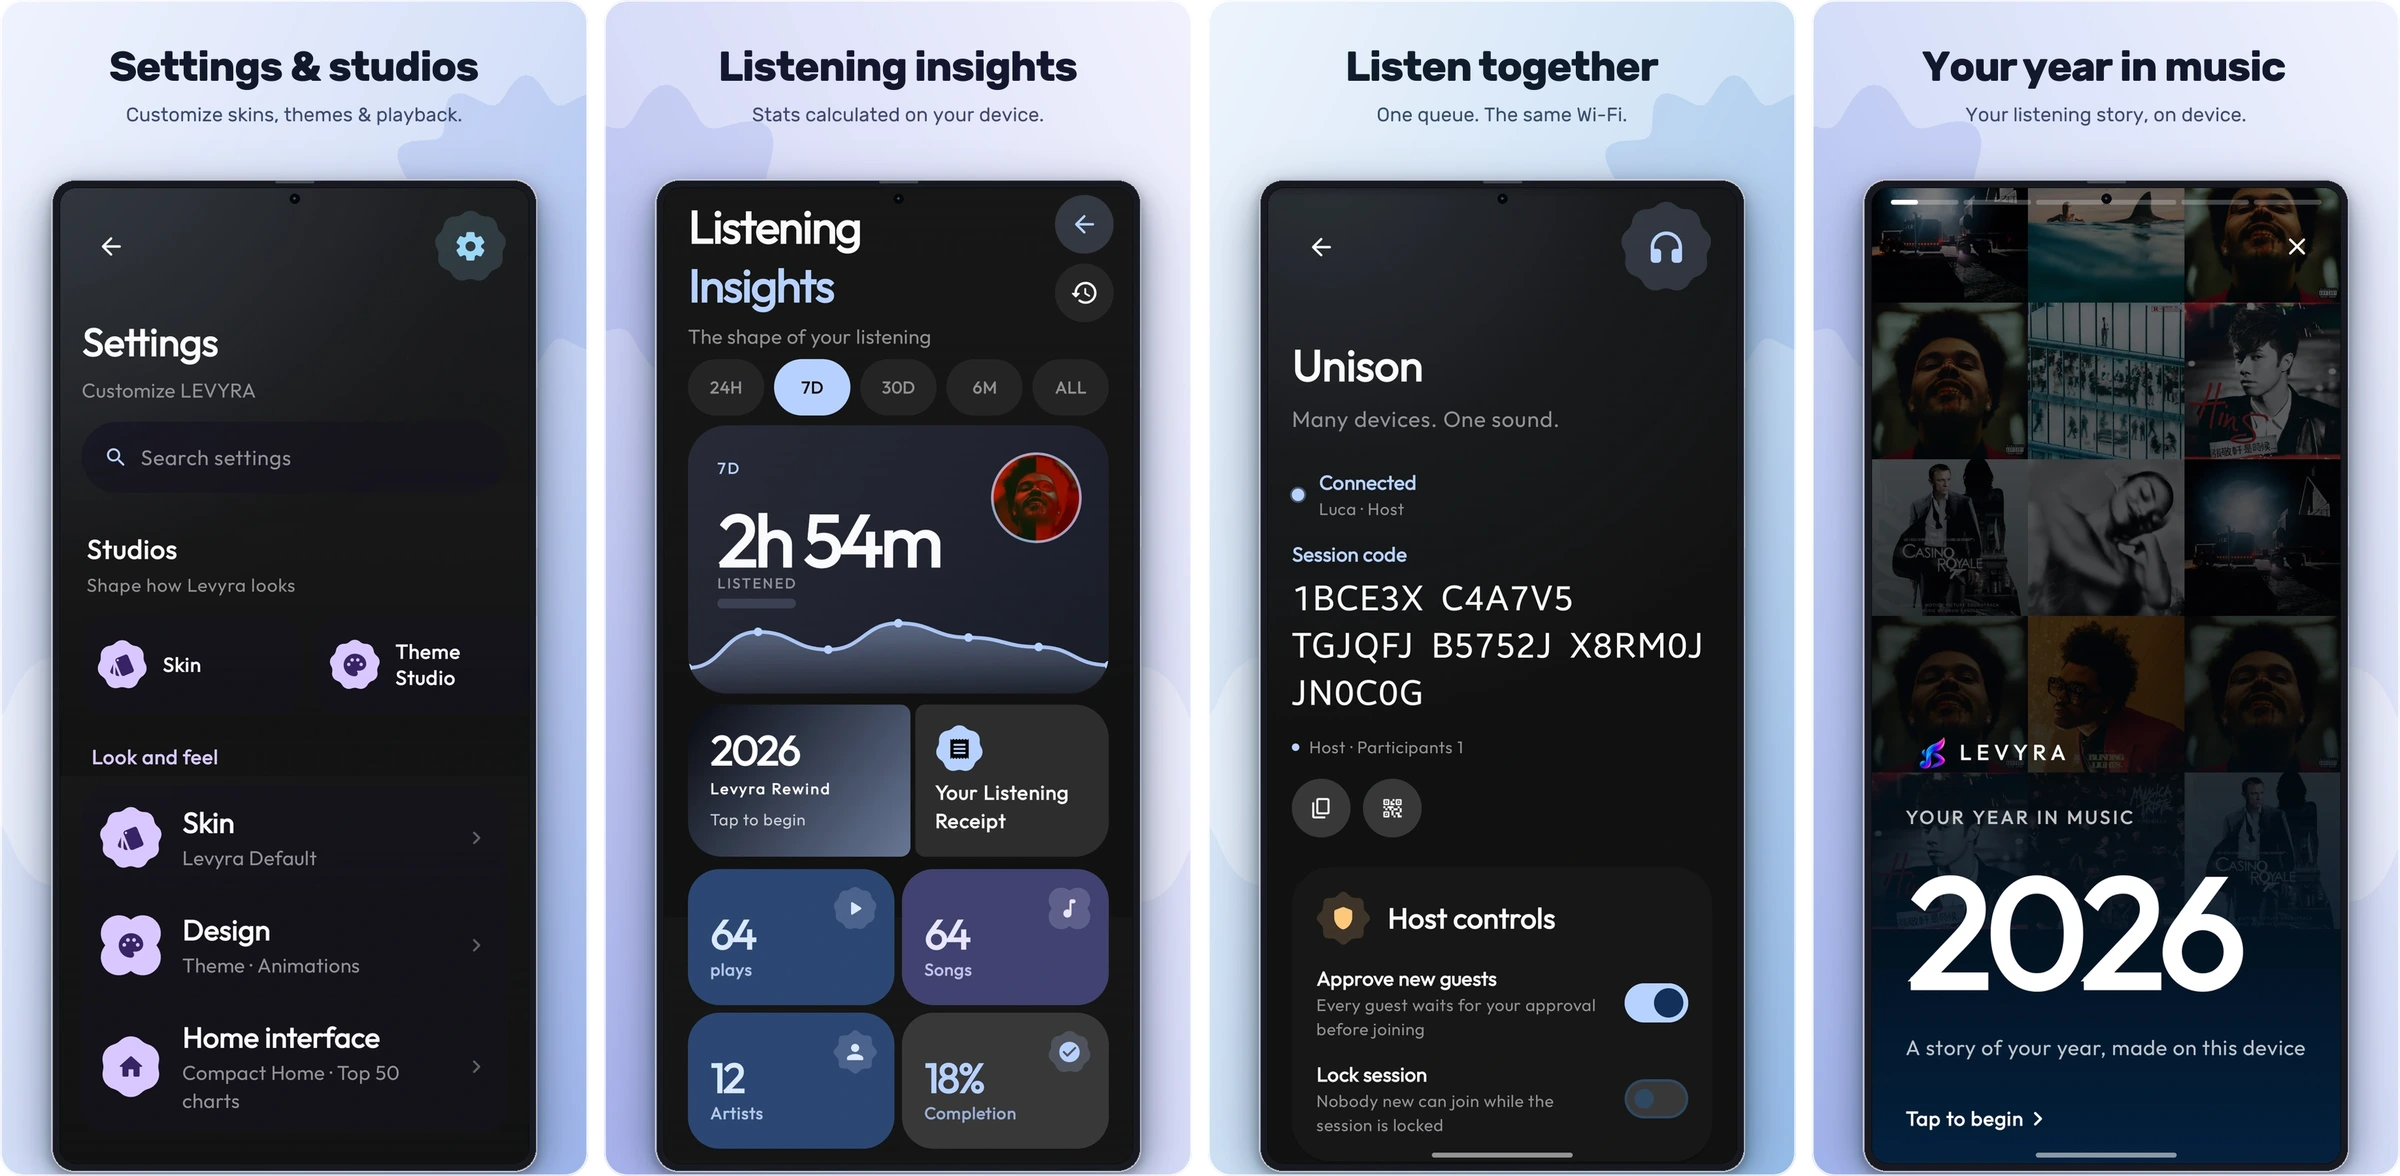 Settings & studios
Customize skins, themes & playback.
Settings
Customize LEVYRA
Search settings
Studios
Shape how Levyra looks
Skin
Theme
Studio
Look and feel
Skin
Levyra Default
Design
Theme · Animations
Home interface
Compact Home · Top 50
charts
Listening insights
Stats calculated on your device.
Listening
Insights
The shape of your listening
24H
7D
30D
6M
ALL
7D
2h 54m
LISTENED
2026
Levyra Rewind
Tap to begin
Your Listening
Receipt
64
plays
64
Songs
12
Artists
18%
Completion
Listen together
One queue. The same Wi-Fi.
Unison
Many devices. One sound.
Connected
Luca · Host
Session code
1BCE3X C4A7V5
TGJQFJ B5752J X8RM0J
JN0C0G
Host · Participants 1
Host controls
Approve new guests
Every guest waits for your approval
before joining
Lock session
Nobody new can join while the
session is locked
Your year in music
Your listening story, on device.
Hins
CASINO
ROYALE
LEVYRA
YOUR YEAR IN MUSIC
CASINO
ROYALE
2026
A story of your year, made on this device
Tap to begin